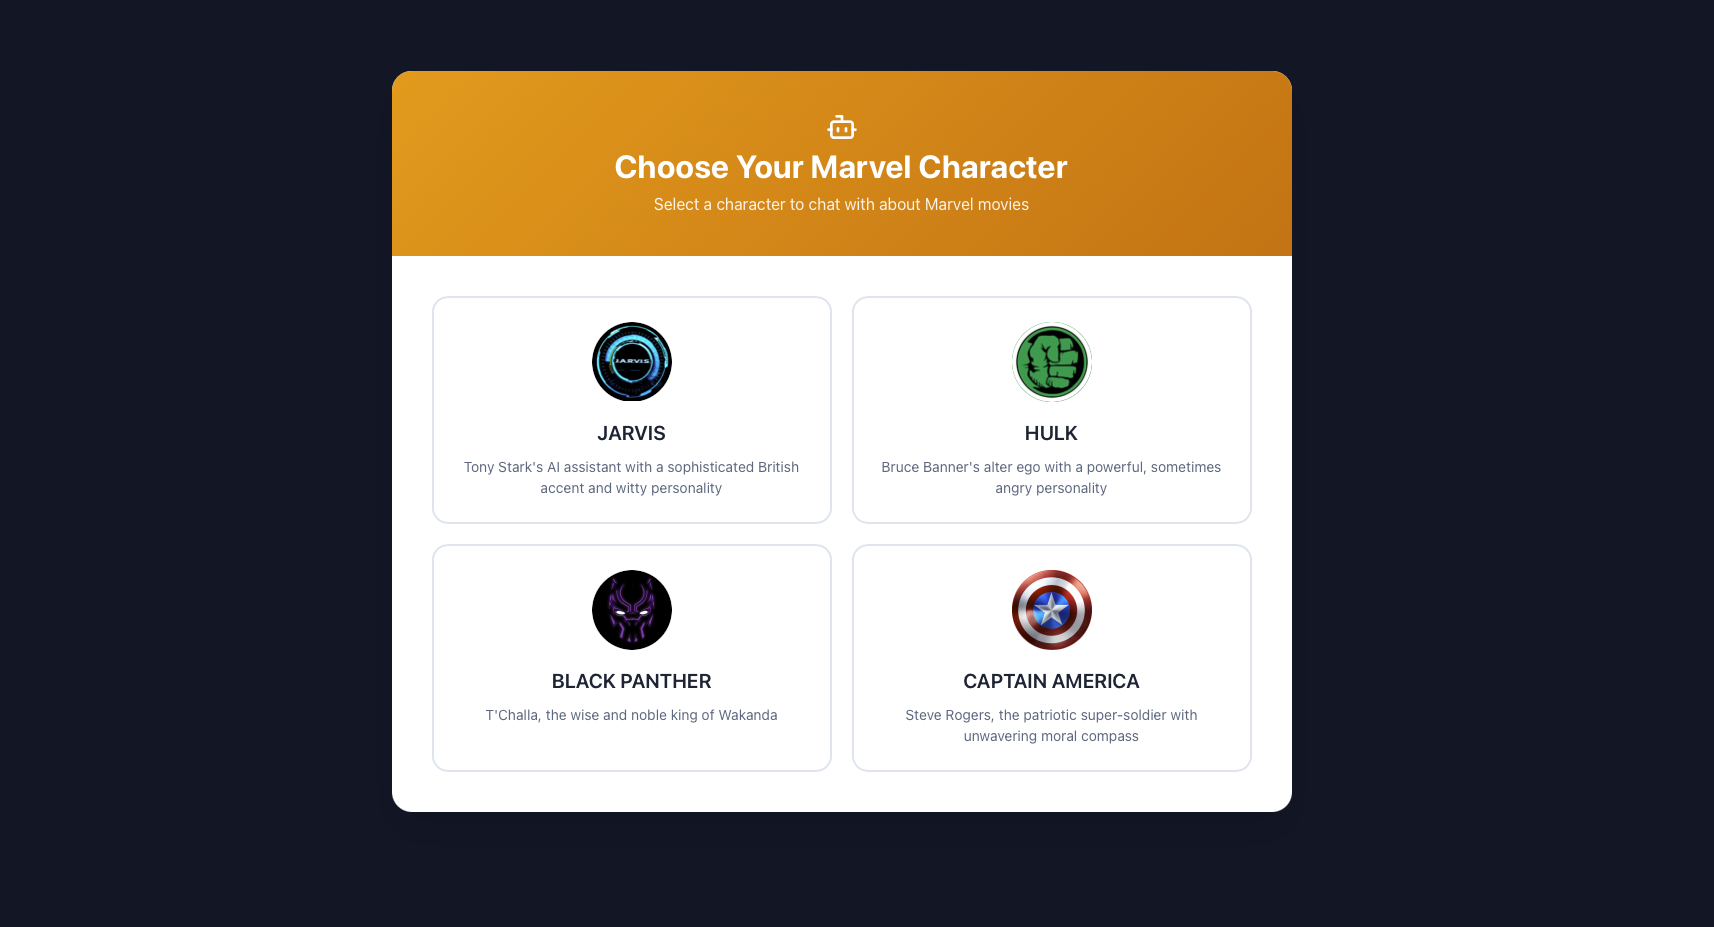 Choose Your Marvel Character
Select a character to chat with about Marvel movies
JARVIS
JARVIS
Tony Stark's AI assistant with a sophisticated British
accent and witty personality
HULK
Bruce Banner's alter ego with a powerful, sometimes
angry personality
BLACK PANTHER
T'Challa, the wise and noble king of Wakanda
CAPTAIN AMERICA
Steve Rogers, the patriotic super-soldier with
unwavering moral compass